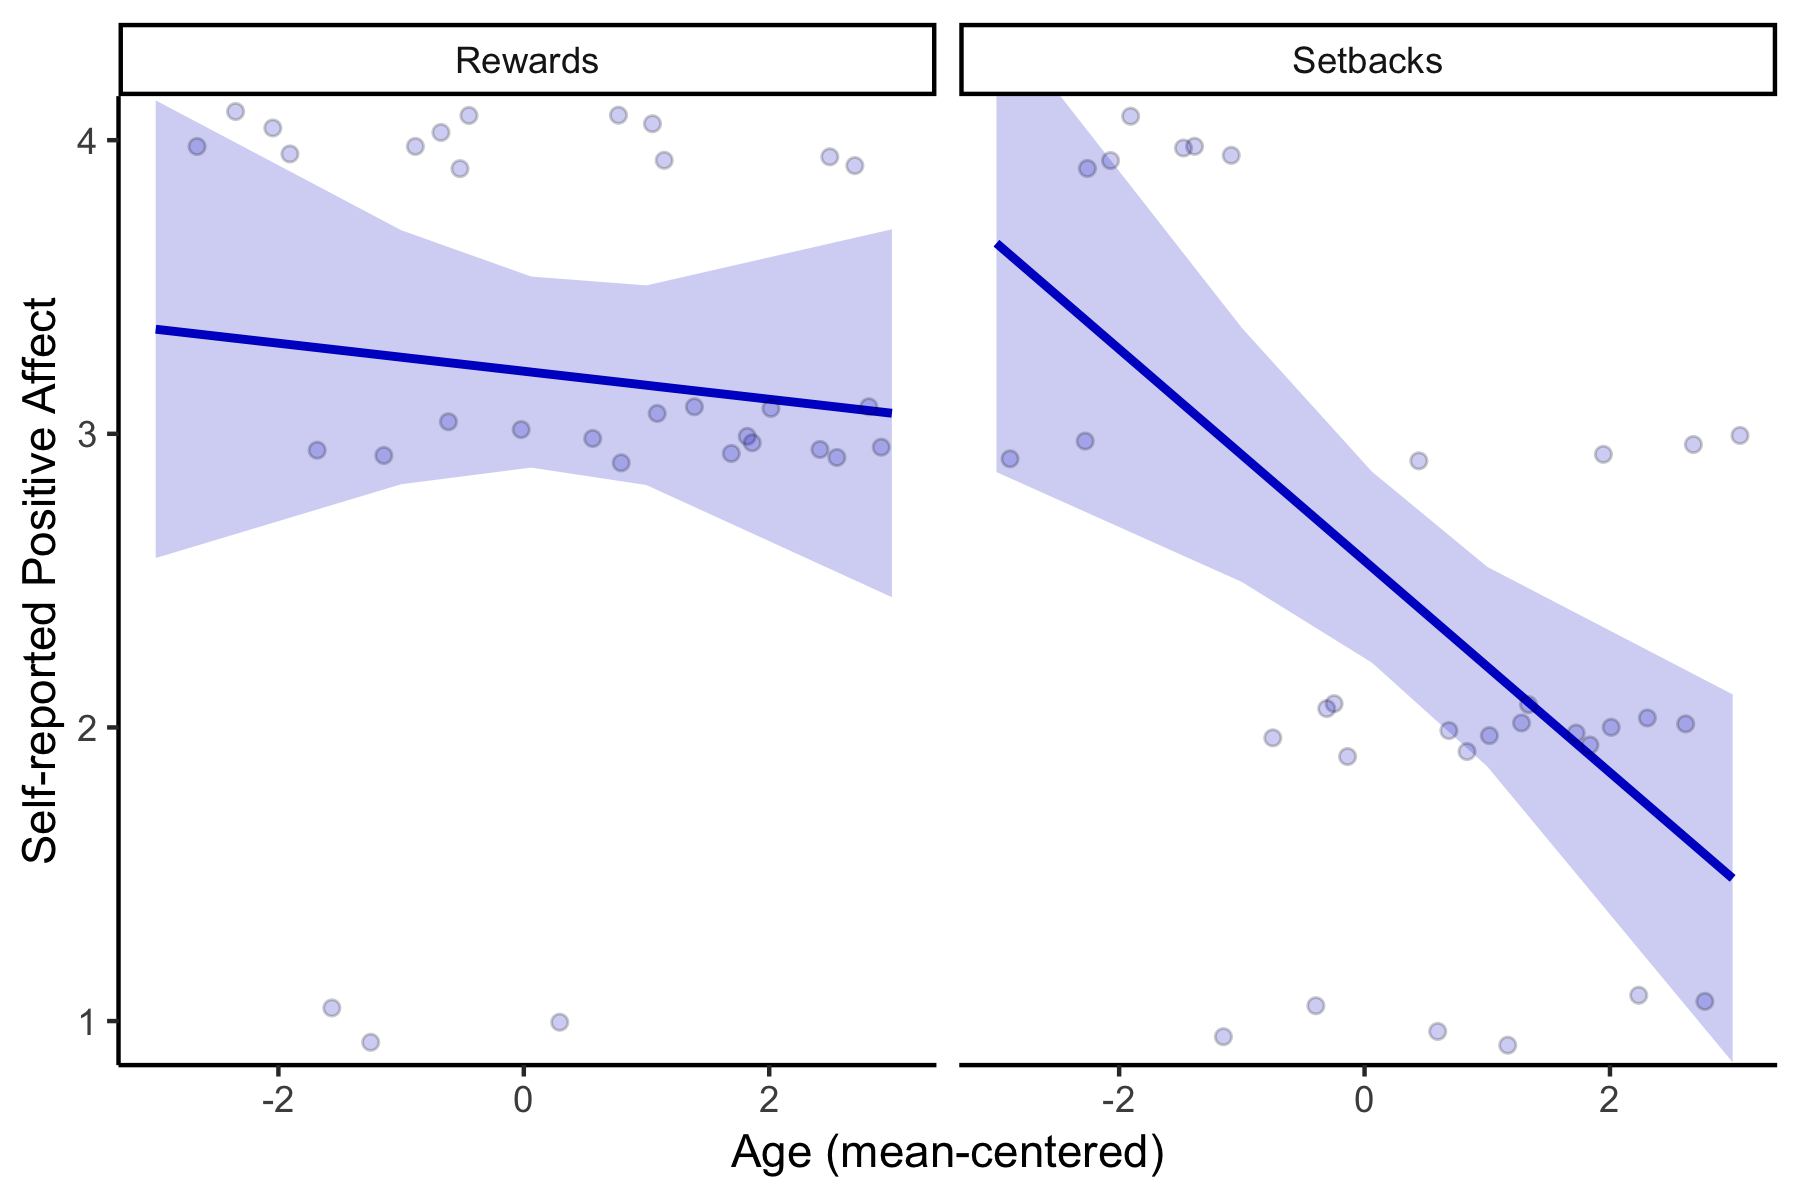 Rewards
Setbacks
Self-reported Positive Affect
4
3
2
1
-2
0
2
-2
0
2
Age (mean-centered)